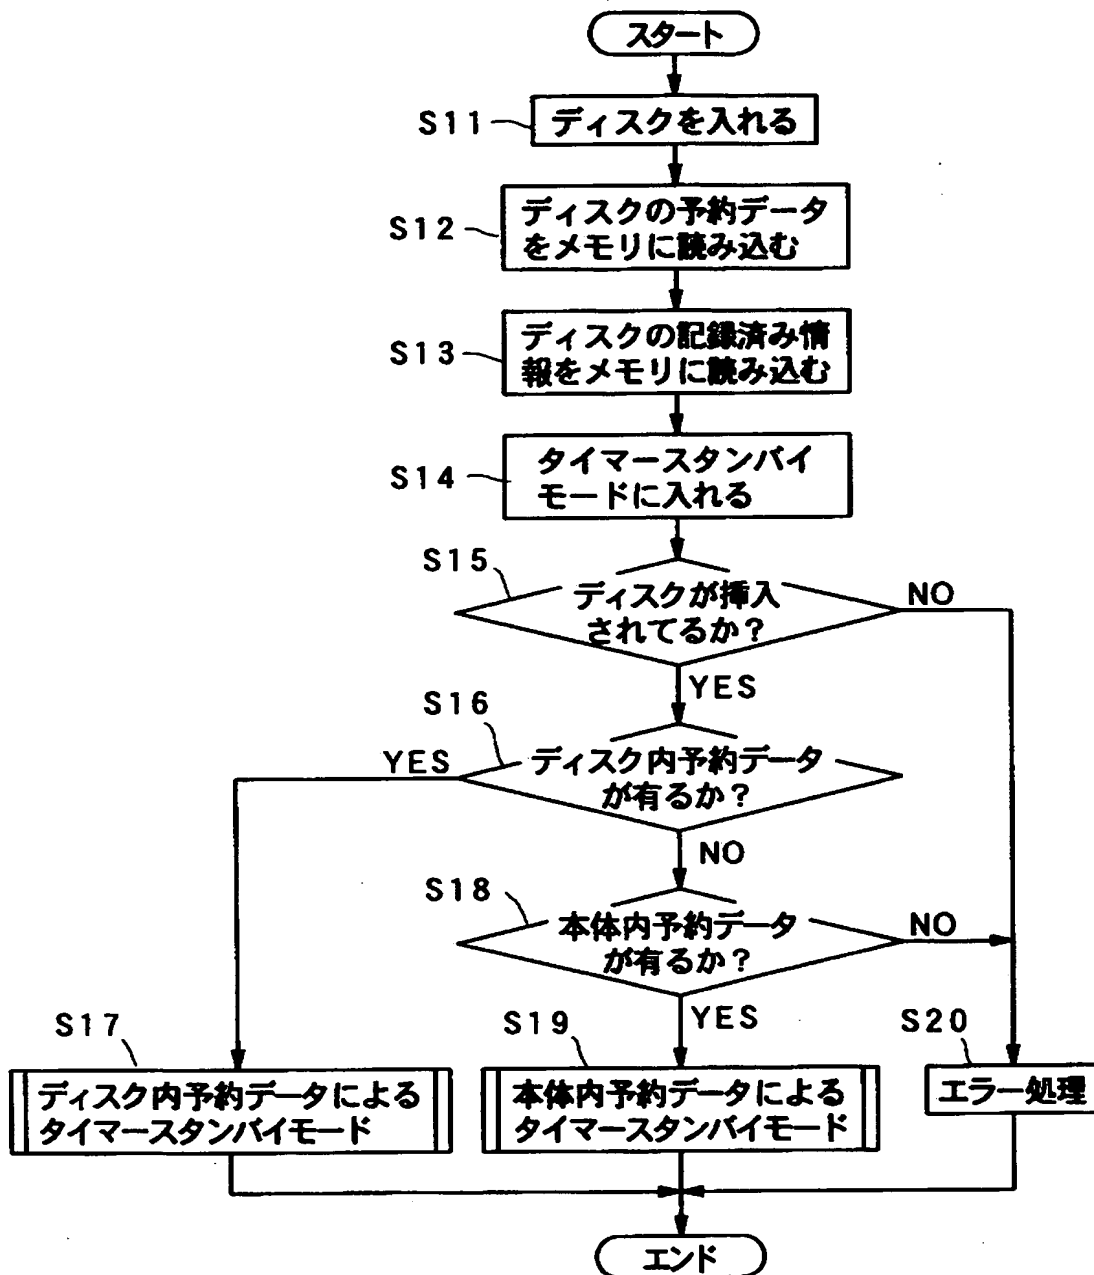 スタート
S11
ディスクを入れる
S12
ディスクの予約データ
をメモリに読み込む
S13
ディスクの記録済み情
報をメモリに読み込む
S14
タイマースタンバイ
モードに入れる
S15
ディスクが挿入
されてるか？
NO
YES
S16
ディスク内予約データ
が有るか？
YES
NO
S18
本体内予約データ
が有るか？
NO
YES
S17
ディスク内予約データによる
タイマースタンバイモード
S19
本体内予約データによる
タイマースタンバイモード
S20
エラー処理
エンド